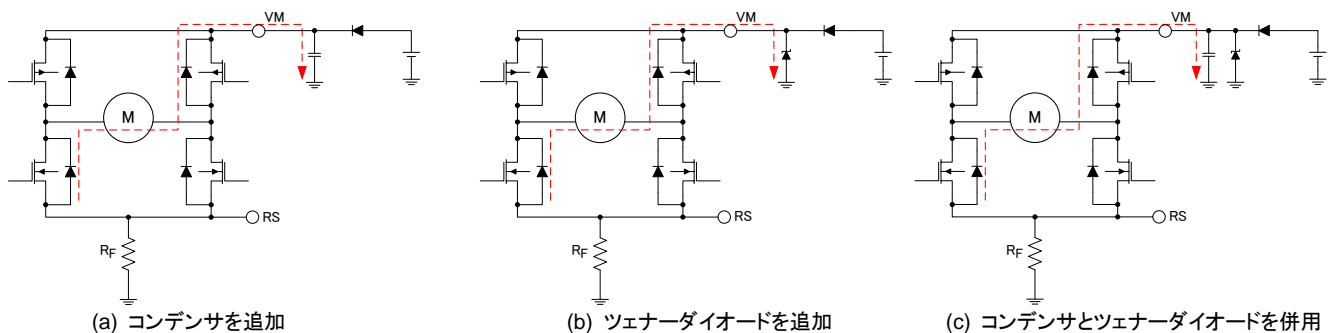 VM
M
RS
RF
(a) コンデンサを追加
VM
M
RS
RF
(b) ツェナーダイオードを追加
VM
M
RS
RF
(c) コンデンサとツェナーダイオードを併用